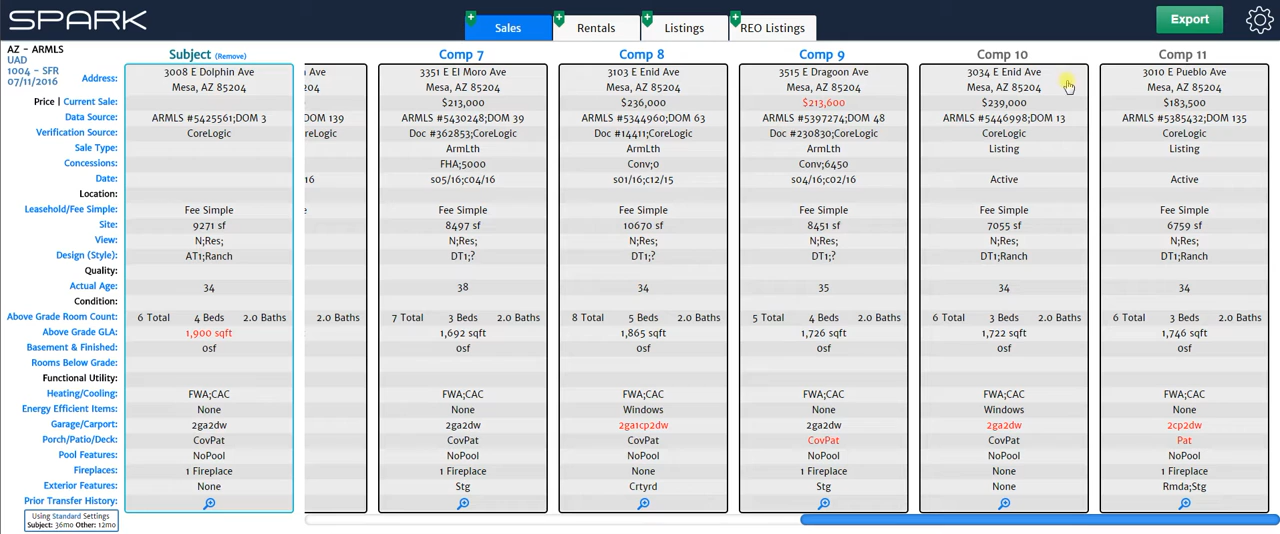 SPARK
Sales
Rentals
Listings
REO Listings
Export
AZ - ARMLS
UAD
1004 - SFR
07/11/2016
Subject (Remove)
Comp 7
Comp 8
Comp 9
Comp 10
Comp 11
Address: 3008 E Dolphin Ave n Ave 3351 E El Moro Ave 3103 E Enid Ave 3515 E Dragoon Ave 3034 E Enid Ave 3010 E Pueblo Ave
Mesa, AZ 85204 85204 Mesa, AZ 85204 Mesa, AZ 85204 Mesa, AZ 85204 Mesa, AZ 85204 Mesa, AZ 85204
Price | Current Sale: $213,000 $236,000 $213,600 $239,000 $183,500
Data Source: ARMLS #5425561;DOM 3 DOM 139 ARMLS #5430248;DOM 39 ARMLS #5344960;DOM 63 ARMLS #5397274;DOM 48 ARMLS #5446998;DOM 13 ARMLS #5385432;DOM 135
Verification Source: CoreLogic reLogic Doc #362853;CoreLogic Doc #14411;CoreLogic Doc #230830;CoreLogic CoreLogic CoreLogic
Sale Type: ArmLth ArmLth ArmLth Listing Listing
Concessions: FHA;5000 Conv;0 Conv;6450
Date: 16 s05/16;c04/16 s01/16;c12/15 s04/16;c02/16 Active Active
Location:
Leasehold/Fee Simple: Fee Simple e Fee Simple Fee Simple Fee Simple Fee Simple Fee Simple
Site: 9271 sf 8497 sf 10670 sf 8451 sf 7055 sf 6759 sf
View: N;Res; N;Res; N;Res; N;Res; N;Res; N;Res;
Design (Style): AT1;Ranch DT1;? DT1;? DT1;? DT1;Ranch DT1;Ranch
Quality:
Actual Age: 34 38 34 35 34 34
Condition:
Above Grade Room Count: 6 Total 4 Beds 2.0 Baths 2.0 Baths 7 Total 3 Beds 2.0 Baths 8 Total 5 Beds 2.0 Baths 5 Total 4 Beds 2.0 Baths 6 Total 3 Beds 2.0 Baths 6 Total 3 Beds 2.0 Baths
Above Grade GLA: 1,900 sqft 1,692 sqft 1,865 sqft 1,726 sqft 1,722 sqft 1,746 sqft
Basement & Finished: 0sf 0sf 0sf 0sf 0sf 0sf
Rooms Below Grade:
Functional Utility:
Heating/Cooling: FWA;CAC FWA;CAC FWA;CAC FWA;CAC FWA;CAC FWA;CAC
Energy Efficient Items: None None Windows None Windows None
Garage/Carport: 2ga2dw 2ga2dw 2ga1cp2dw 2ga2dw 2ga2dw 2cp2dw
Porch/Patio/Deck: CovPat CovPat CovPat CovPat CovPat Pat
Pool Features: NoPool NoPool NoPool NoPool NoPool NoPool
Fireplaces: 1 Fireplace 1 Fireplace None 1 Fireplace None 1 Fireplace
Exterior Features: None Stg Crtyrd Stg None Rmda;Stg
Prior Transfer History:
Using Standard Settings
Subject: 36mo Other: 12mo